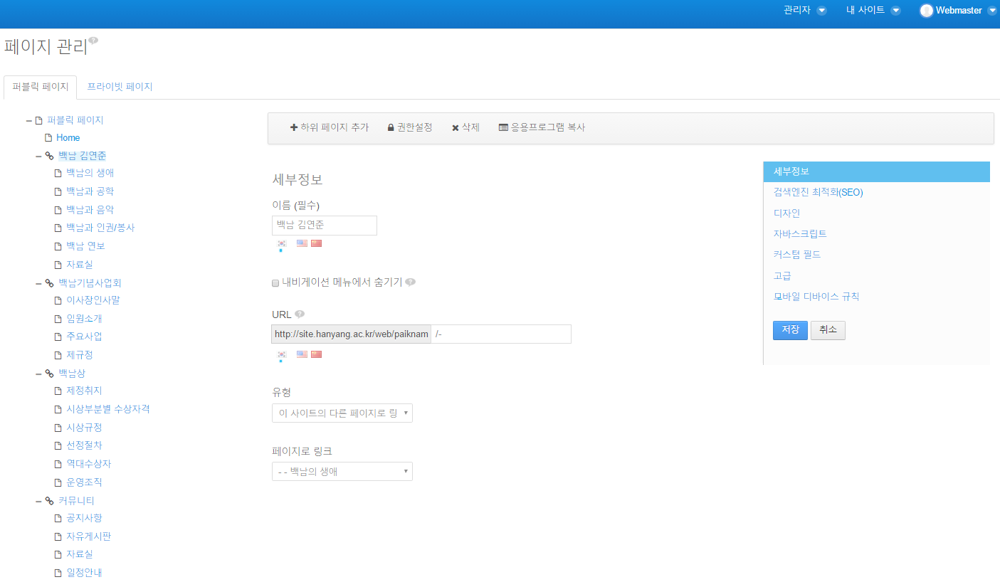 관리자 내 사이트 Webmaster
페이지 관리
퍼블릭 페이지 프라이빗 페이지
퍼블릭 페이지
Home
백남 김연준
백남의 생애
백남과 공학
백남과 음악
백남과 인권/봉사
백남 연보
자료실
백남기념사업회
이사장인사말
임원소개
주요사업
제규정
백남상
제정취지
시상부분별 수상자격
시상규정
선정절차
역대수상자
운영조직
커뮤니티
공지사항
자유게시판
자료실
일정안내
하위 페이지 추가 권한설정 삭제 응용프로그램 복사
세부정보
이름 (필수)
백남 김연준
내비게이션 메뉴에서 숨기기
URL
http://site.hanyang.ac.kr/web/paiknam /-
유형
이 사이트의 다른 페이지로 링
페이지로 링크
- - 백남의 생애
세부정보
검색엔진 최적화(SEO)
디자인
자바스크립트
커스텀 필드
고급
모바일 디바이스 규칙
저장 취소